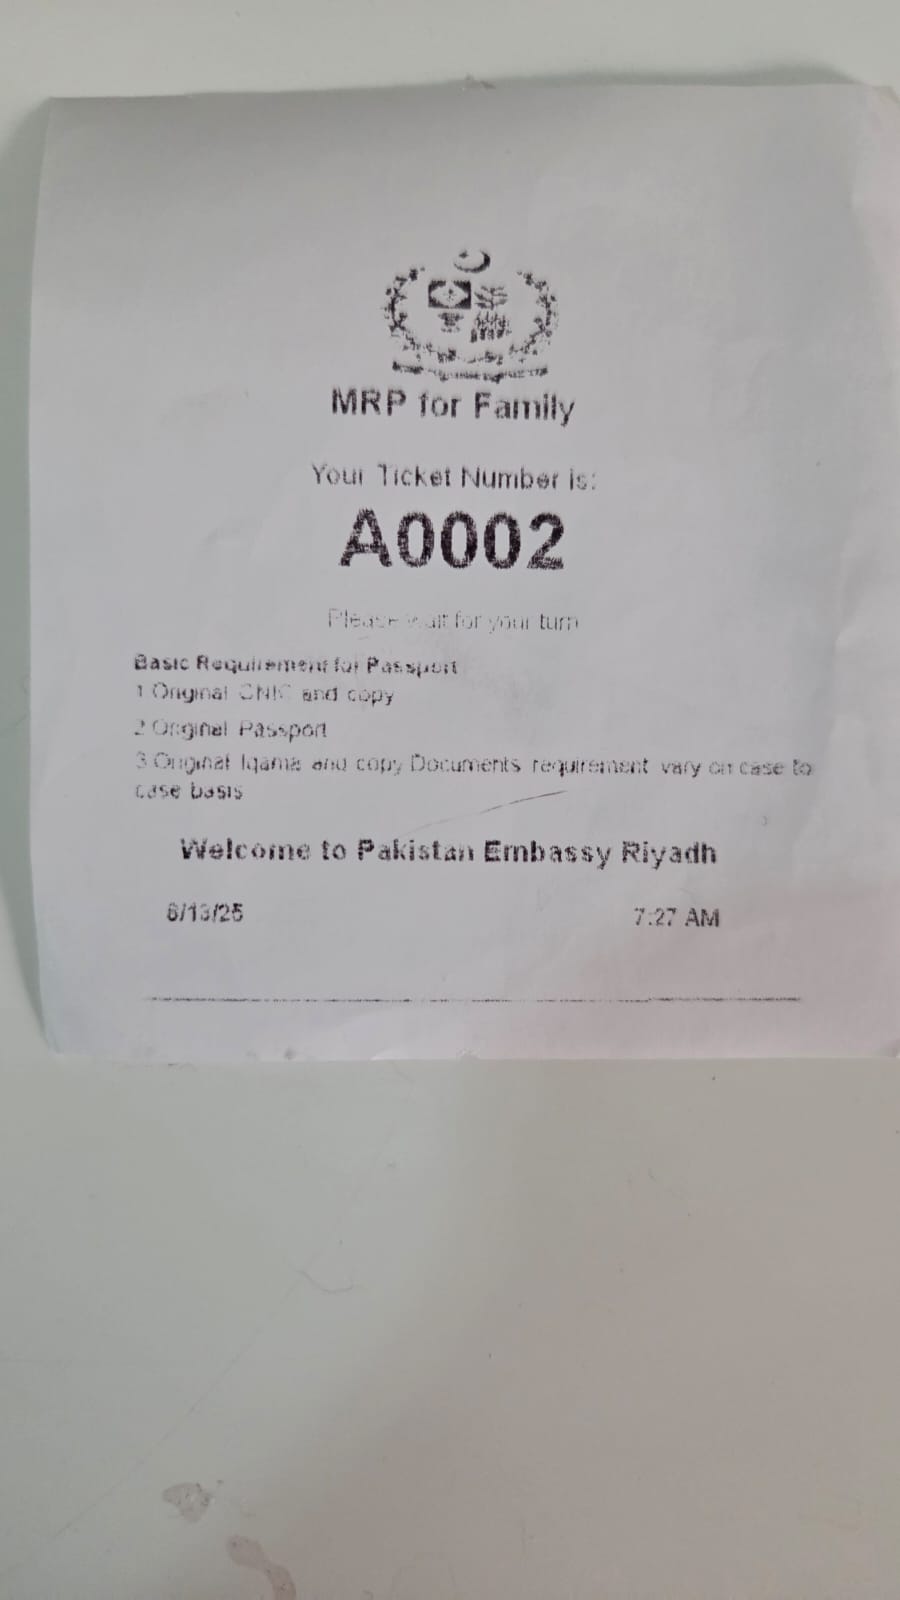 MRP for Family
Your Ticket Number is:
A0002
Please wait for your turn
Basic Requirement for Passport
1 Original CNIC and copy
2 Original Passport
3 Original Iqama and copy Documents requirement vary on case to
case basis
Welcome to Pakistan Embassy Riyadh
7:27 AM